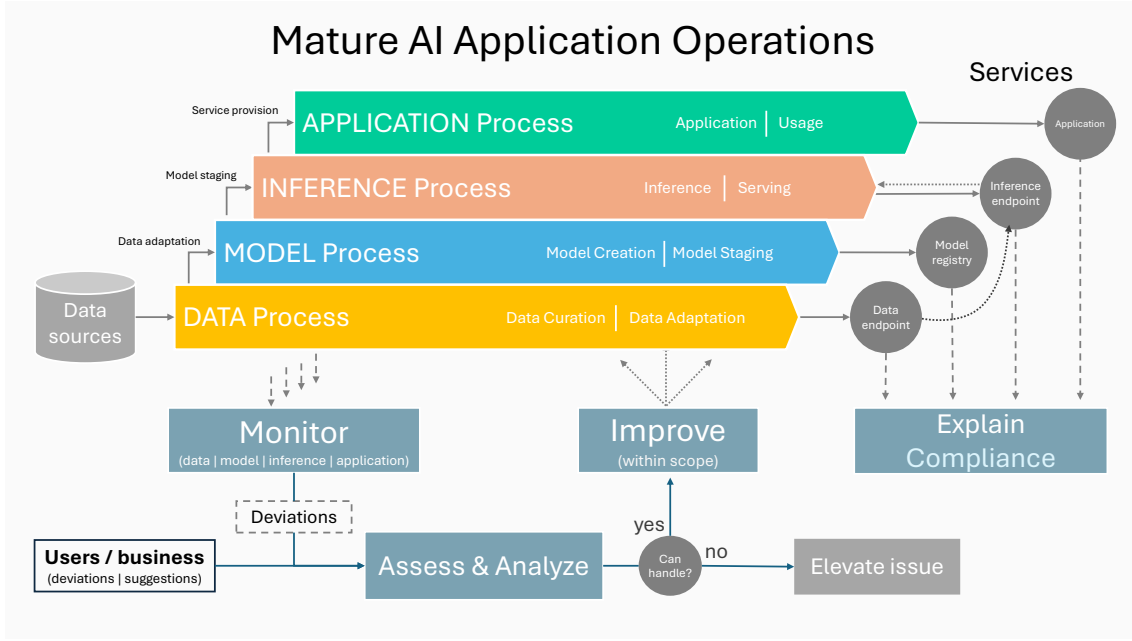 Mature AI Application Operations
Services
Service provision
APPLICATION Process
Application | Usage
Application
Model staging
INFERENCE Process
Inference | Serving
Inference
endpoint
Data adaptation
MODEL Process
Model Creation | Model Staging
Model
registry
Data
sources
DATA Process
Data Curation | Data Adaptation
Data
endpoint
Monitor
(data | model | inference | application)
Improve
(within scope)
Explain
Compliance
Deviations
yes
Users / business
(deviations | suggestions)
Assess & Analyze
Can
handle?
no
Elevate issue